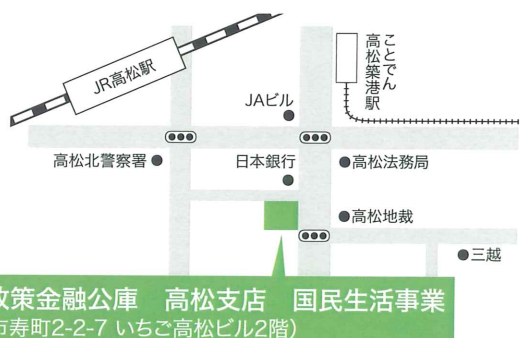 JR高松駅
ことでん
高松築港駅
JAビル
高松北警察署
日本銀行
高松法務局
高松地裁
三越
政策金融公庫 高松支店 国民生活事業
市寿町2-2-7 いちご高松ビル2階)